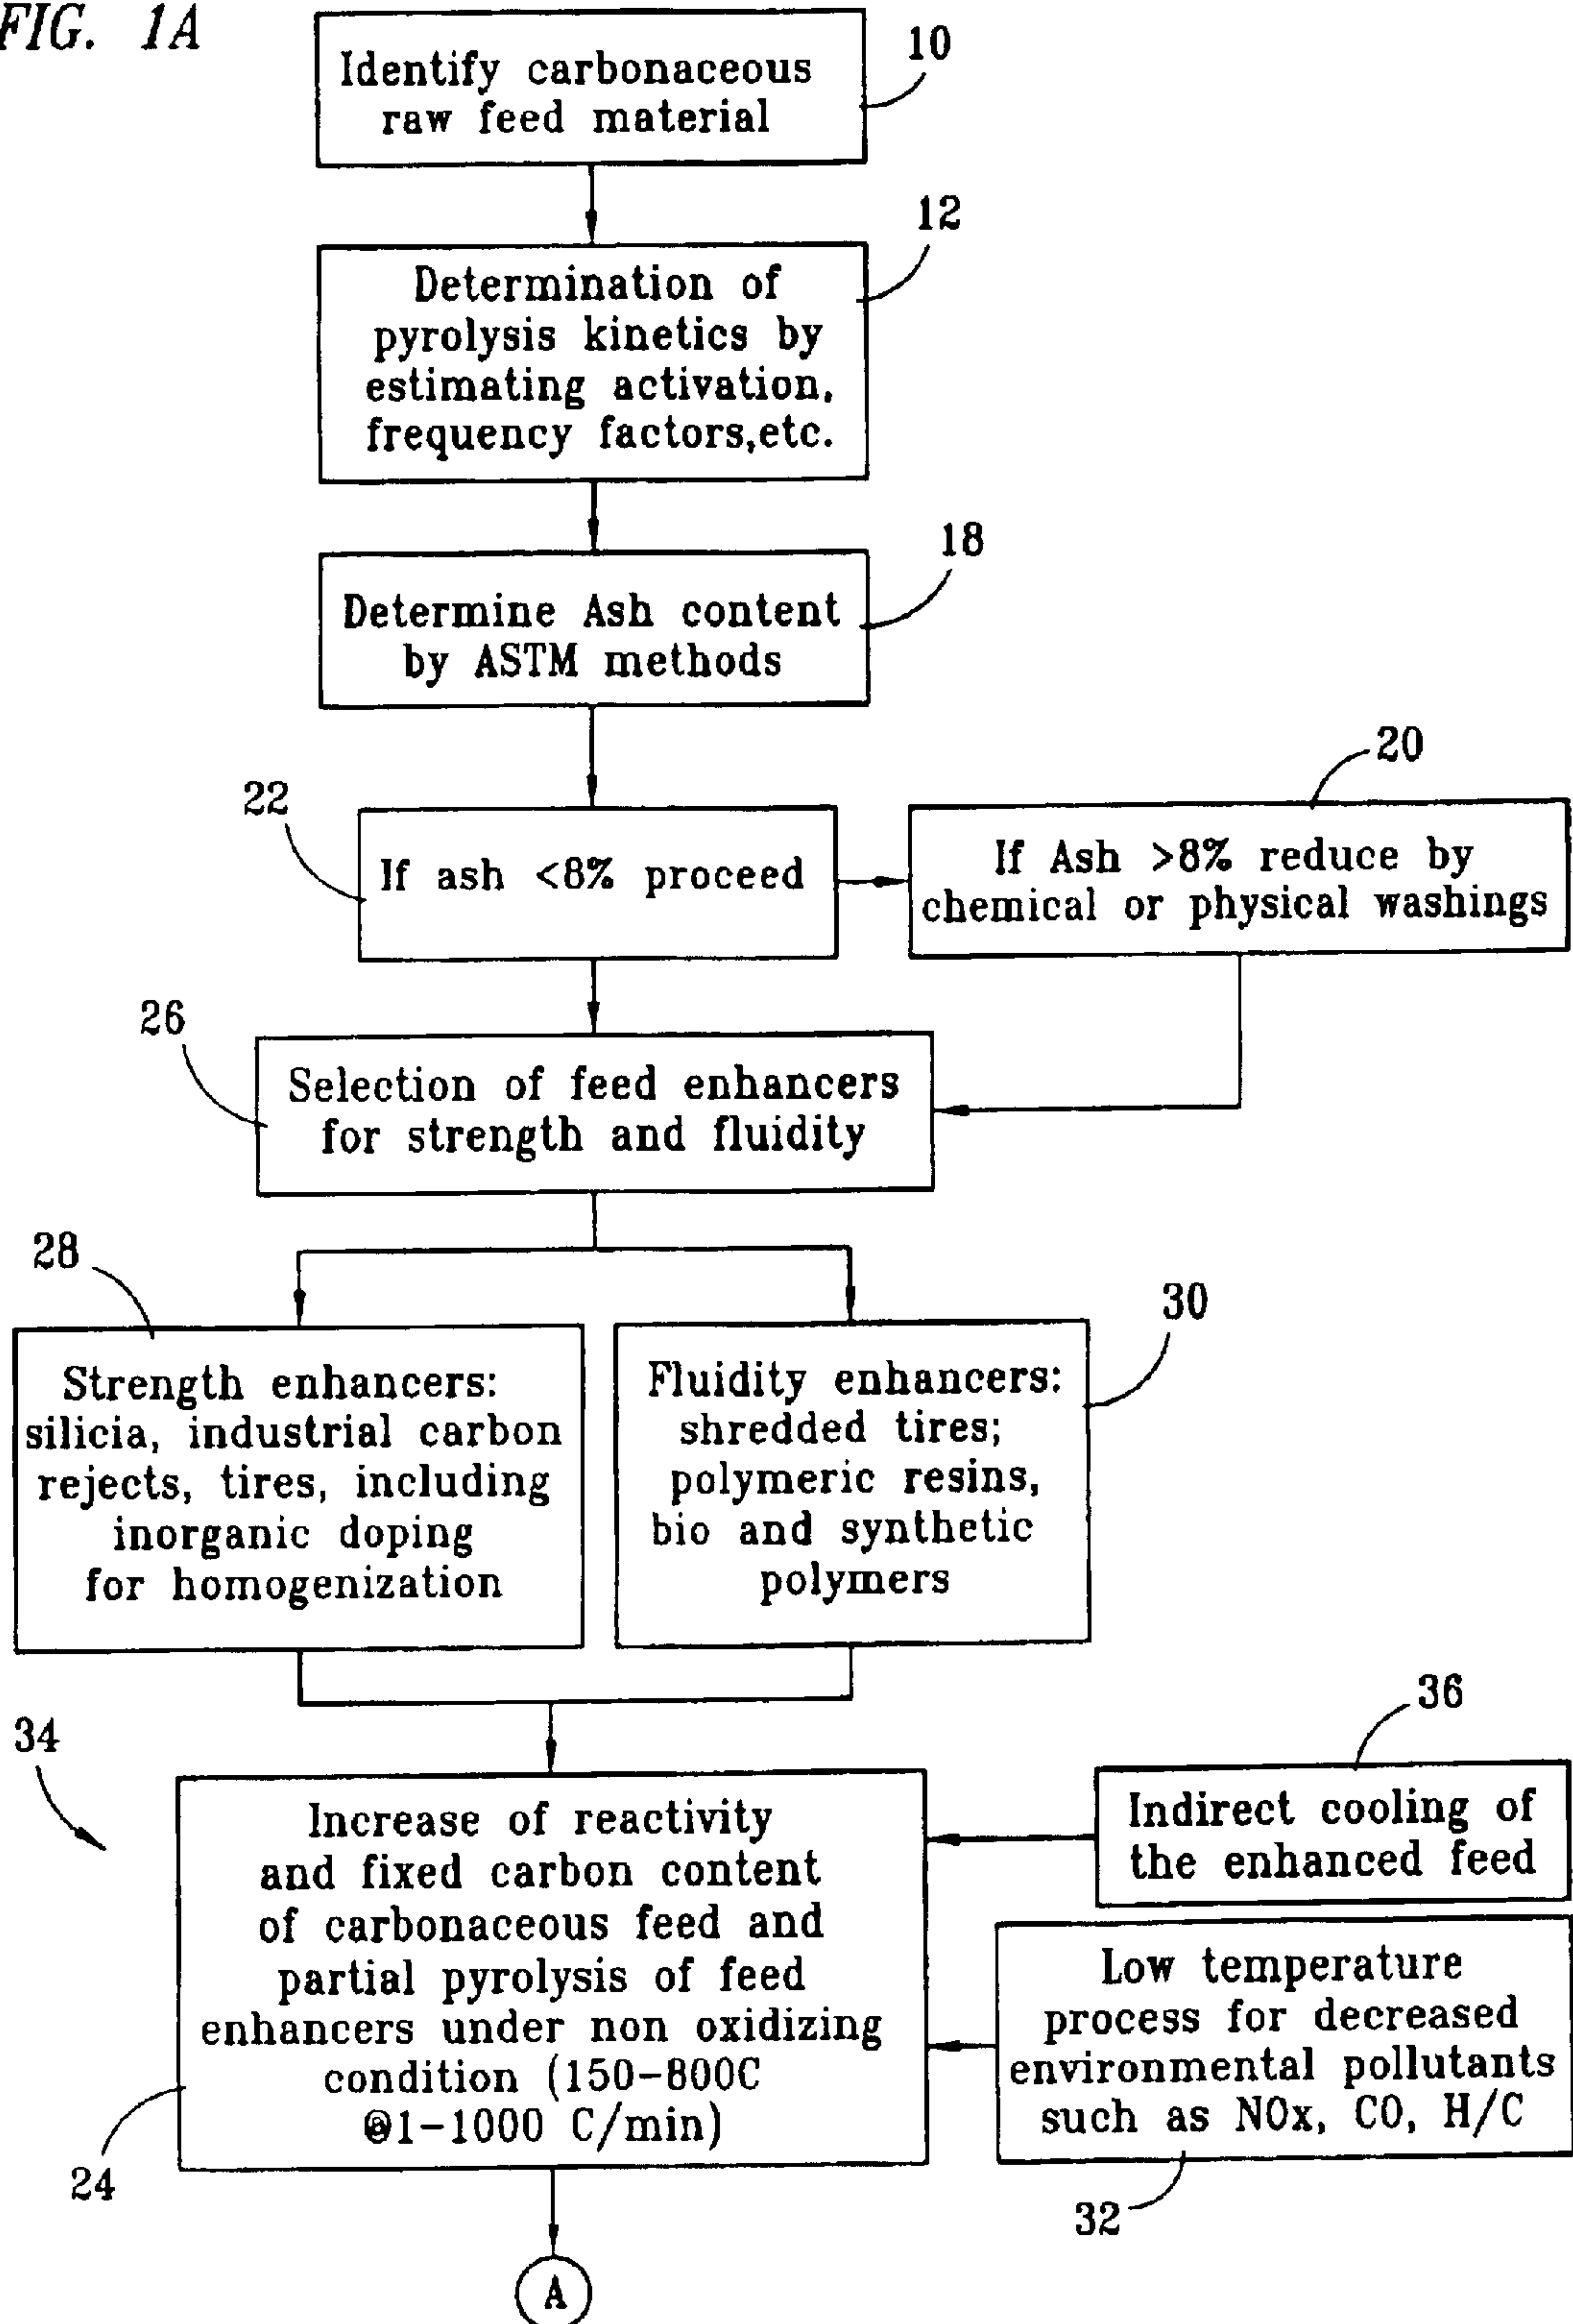 FIG. 1A
Identify carbonaceous
raw feed material
10
Determination of
pyrolysis kinetics by
estimating activation,
frequency factors,etc.
12
Determine Ash content
by ASTM methods
18
22
If ash <8% proceed
20
If Ash >8% reduce by
chemical or physical washings
26
Selection of feed enhancers
for strength and fluidity
28
Strength enhancers:
silicia, industrial carbon
rejects, tires, including
inorganic doping
for homogenization
30
Fluidity enhancers:
shredded tires;
polymeric resins,
bio and synthetic
polymers
34
Increase of reactivity
and fixed carbon content
of carbonaceous feed and
partial pyrolysis of feed
enhancers under non oxidizing
condition (150-800C
@1-1000 C/min)
24
36
Indirect cooling of
the enhanced feed
Low temperature
process for decreased
environmental pollutants
such as NOx, CO, H/C
32
A